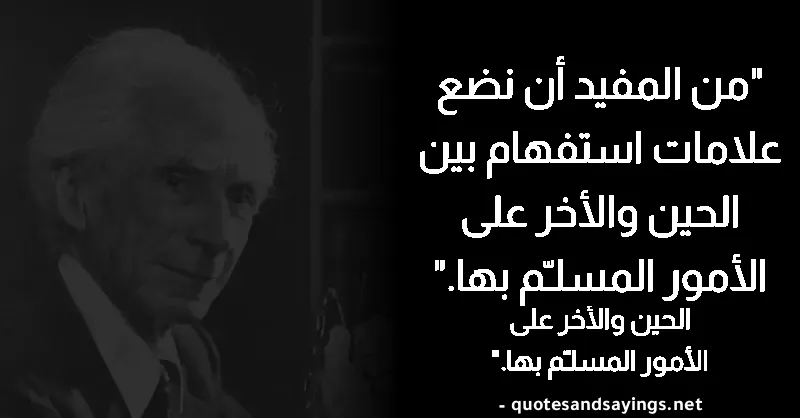 "من المفيد أن نضع
علامات استفهام بين
الحين والأخر على
الأمور المسلّم بها."
الحين والأخر على
الأمور المسلّم بها."
- quotesandsayings.net